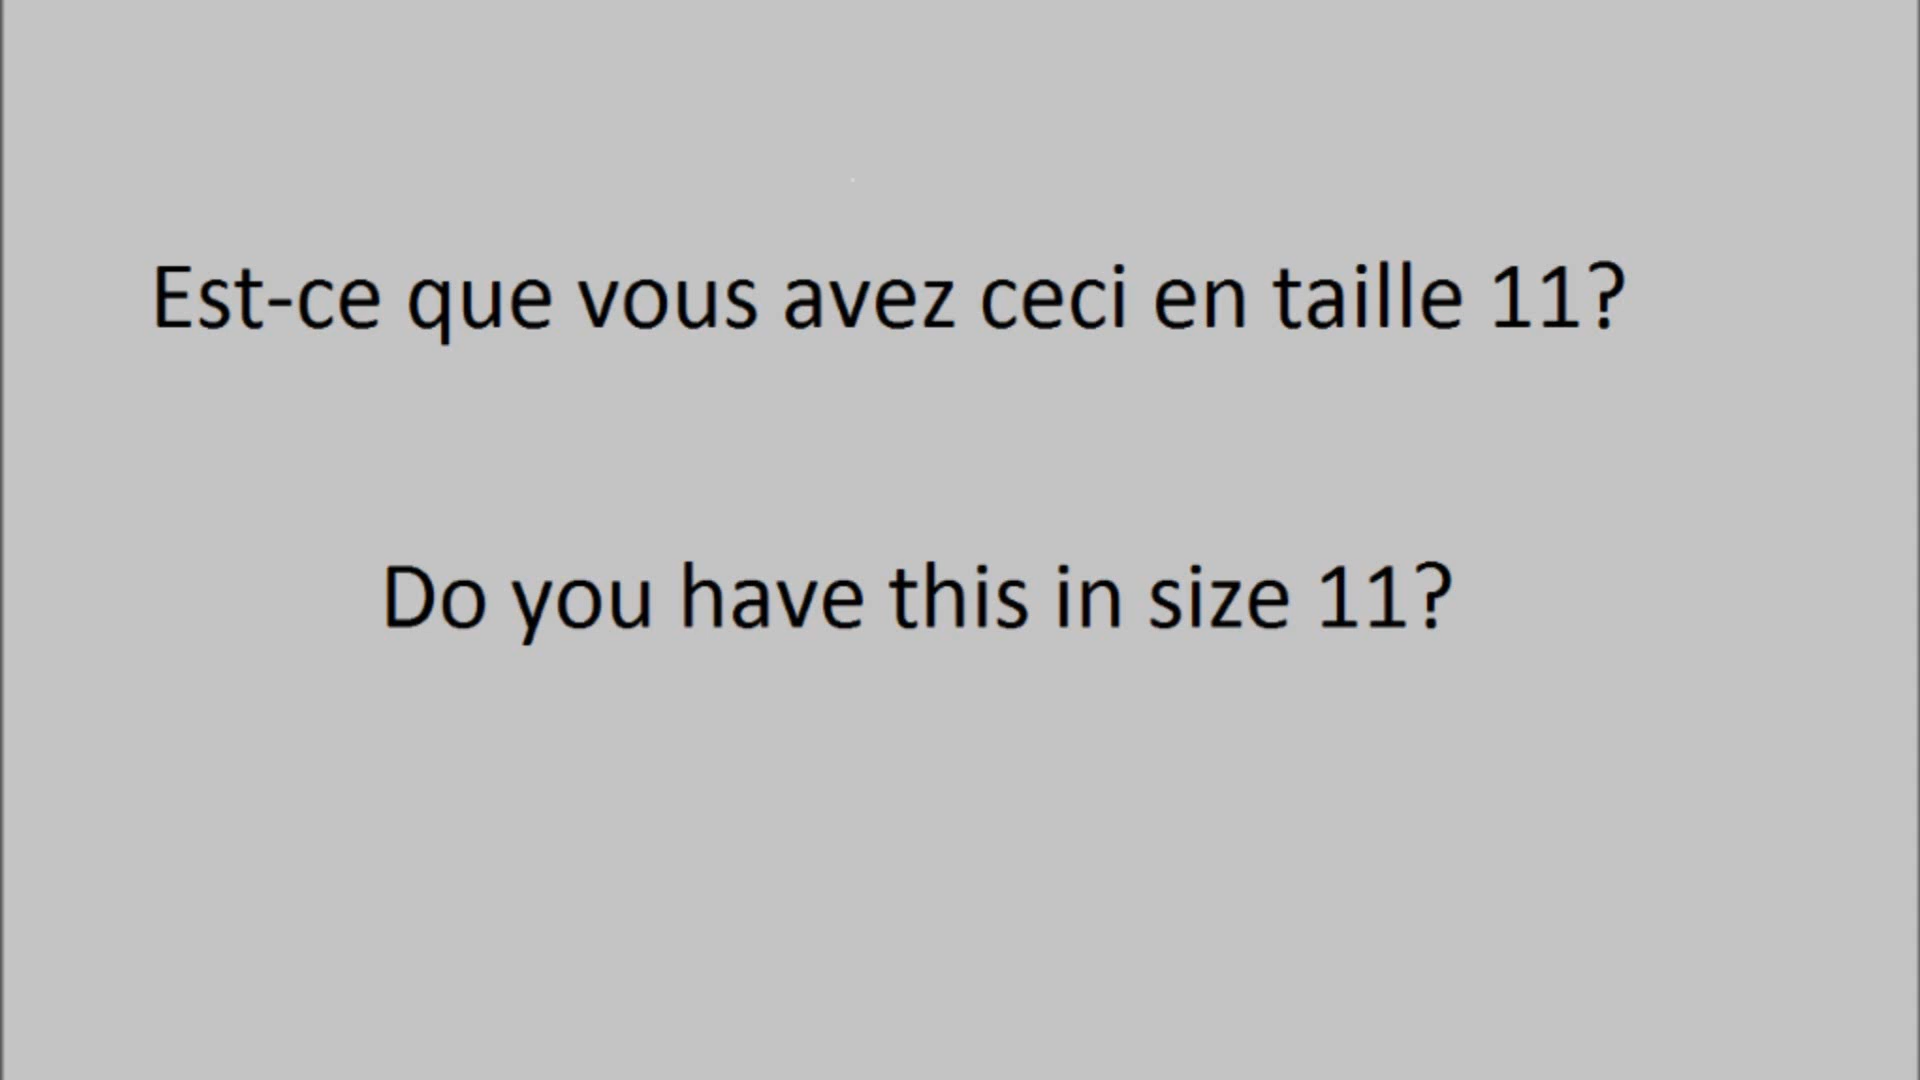 Est-ce que vous avez ceci en taille 11?
Do you have this in size 11?